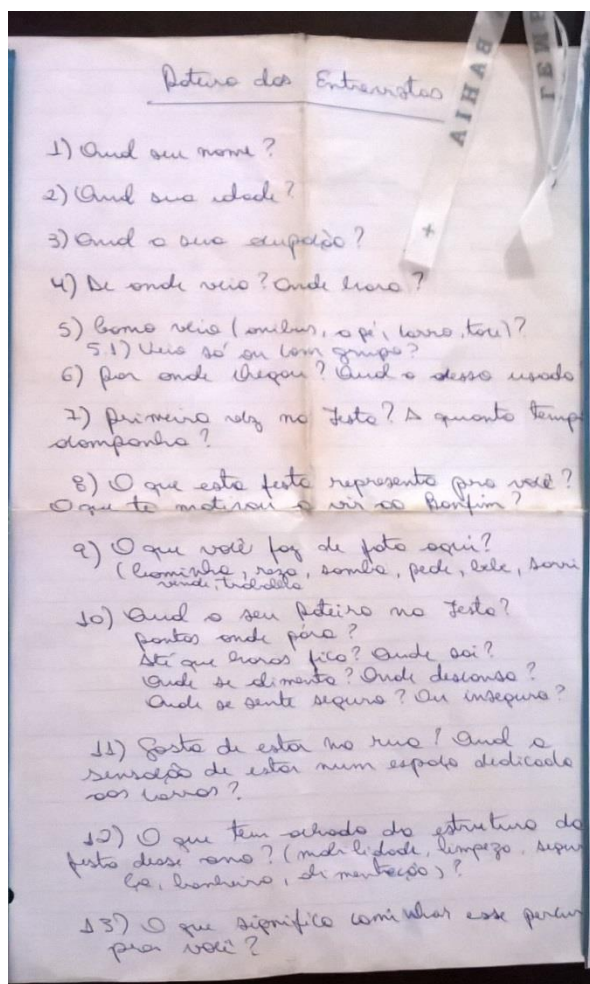 Roteiro das Entrevistas
BAHIA
LEMB
1) Qual seu nome?
2) Qual sua idade?
3) Qual a sua ocupação?
4) De onde veio? Onde mora?
5) Como veio (onibus, a pé, carro, taxi)?
5.1) Veio só ou com grupo?
6) Por onde chegou? Qual o acesso usado
7) Primeira vez na festa? A quanto temp
acompanha?
8) O que esta festa representa pra você?
O que te motivou a vir ao Bonfim?
9) O que você faz de fato aqui?
(Caminha, reza, samba, pede, bebe, servi
vende, trabalha
10) Qual o seu Roteiro na festa?
pontos onde pára?
Até que horas fica? Onde sai?
Onde se alimenta? Onde descansa?
Onde se sente seguro? Ou inseguro?
11) Gosta de estar na rua? Qual a
sensação de estar num espaço dedicado
aos carros?
12) O que tem achado da estrutura da
festa desse ano? (mobilidade, limpeza, segur
ça, banheiro, alimentação)?
13) O que significa caminhar esse percur
pra você?